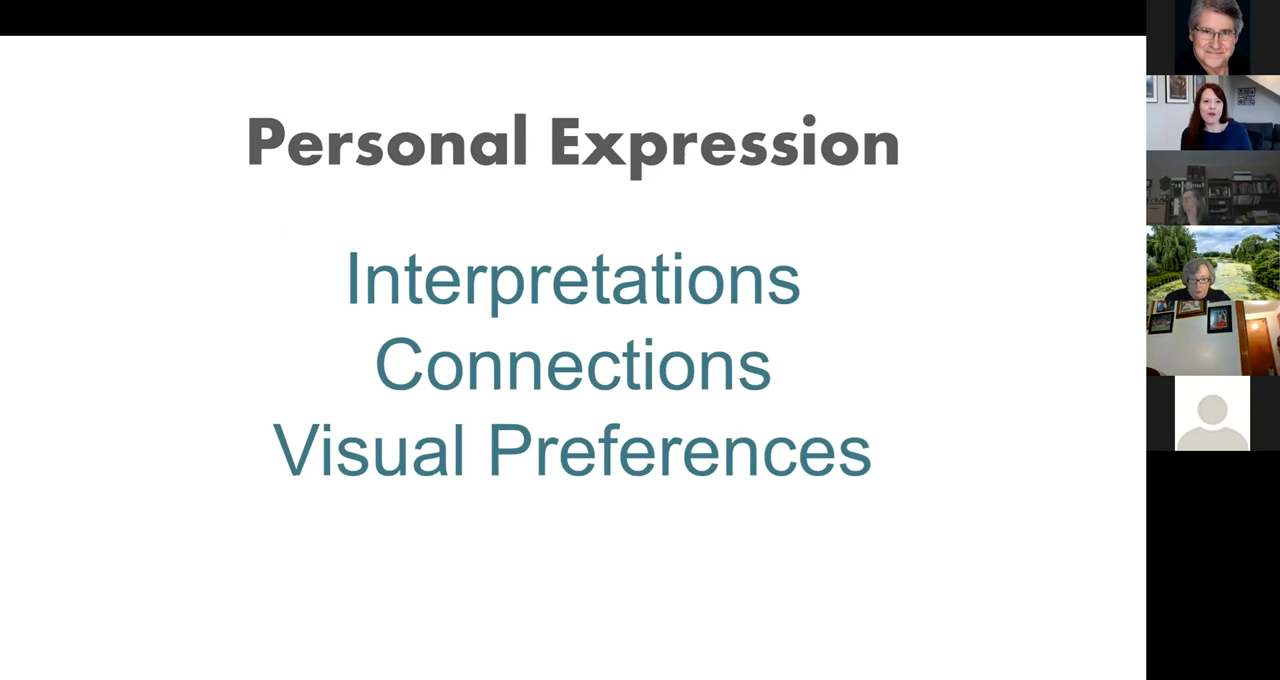 Personal Expression
Interpretations
Connections
Visual Preferences